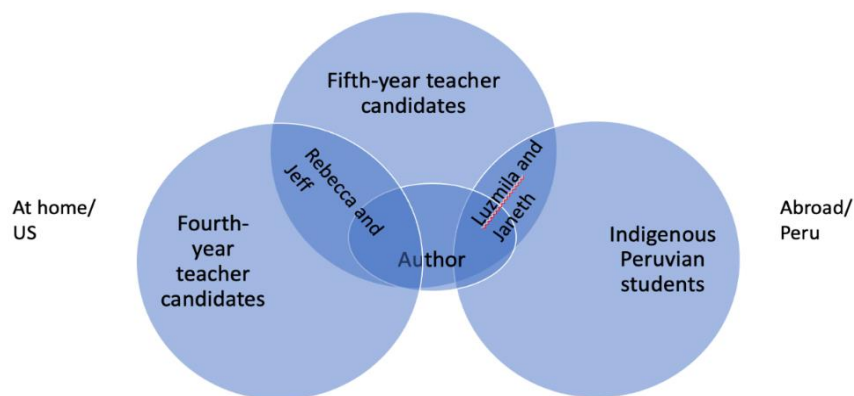 Fifth-year teacher
candidates
Rebecca and
Jeff
Luzmila and
Janeth
At home/
US
Fourth-
year
teacher
candidates
Author
Indigenous
Peruvian
students
Abroad/
Peru